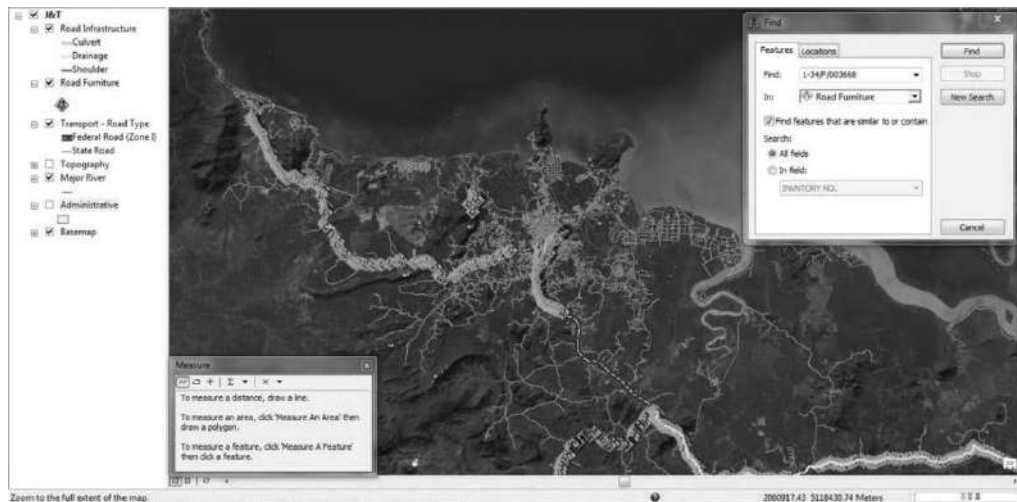 J&T
Road Infrastructure
Culvert
Drainage
Shoulder
Road Furniture
Transport - Road Type
Federal Road (Zone I)
State Road
Topography
Major River
Administrative
Basemap
Find
Features
Locations
Find
Find:
1-34/F/003668
Stop
In:
Road Furniture
New Search
Find features that are similar to or contain
Search:
All fields
In field:
INVNTORY NO.
Cancel
Measure
To measure a distance, draw a line.
To measure an area, click 'Measure An Area' then
draw a polygon.
To measure a feature, click 'Measure A Feature'
then click a feature.
Zoom to the full extent of the map.
2060917.43 5118430.74 Meters